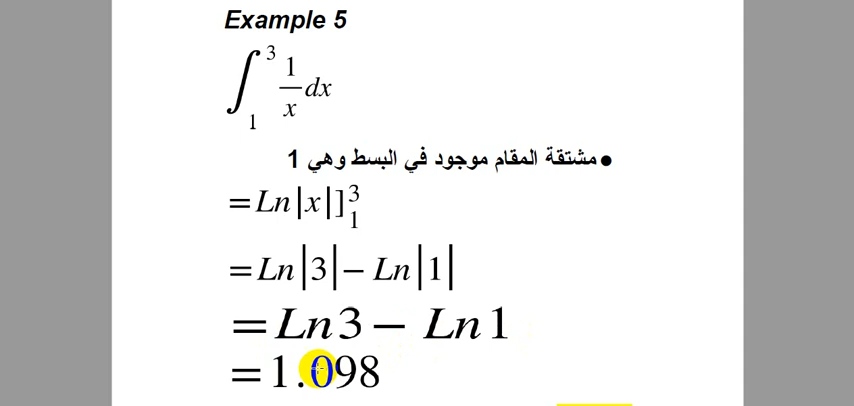 Example 5
∫₁³ 1/x dx
● مشتقة المقام موجود في البسط وهي 1
= Ln|x|]₁³
= Ln|3| − Ln|1|
= Ln3 − Ln1
= 1.098